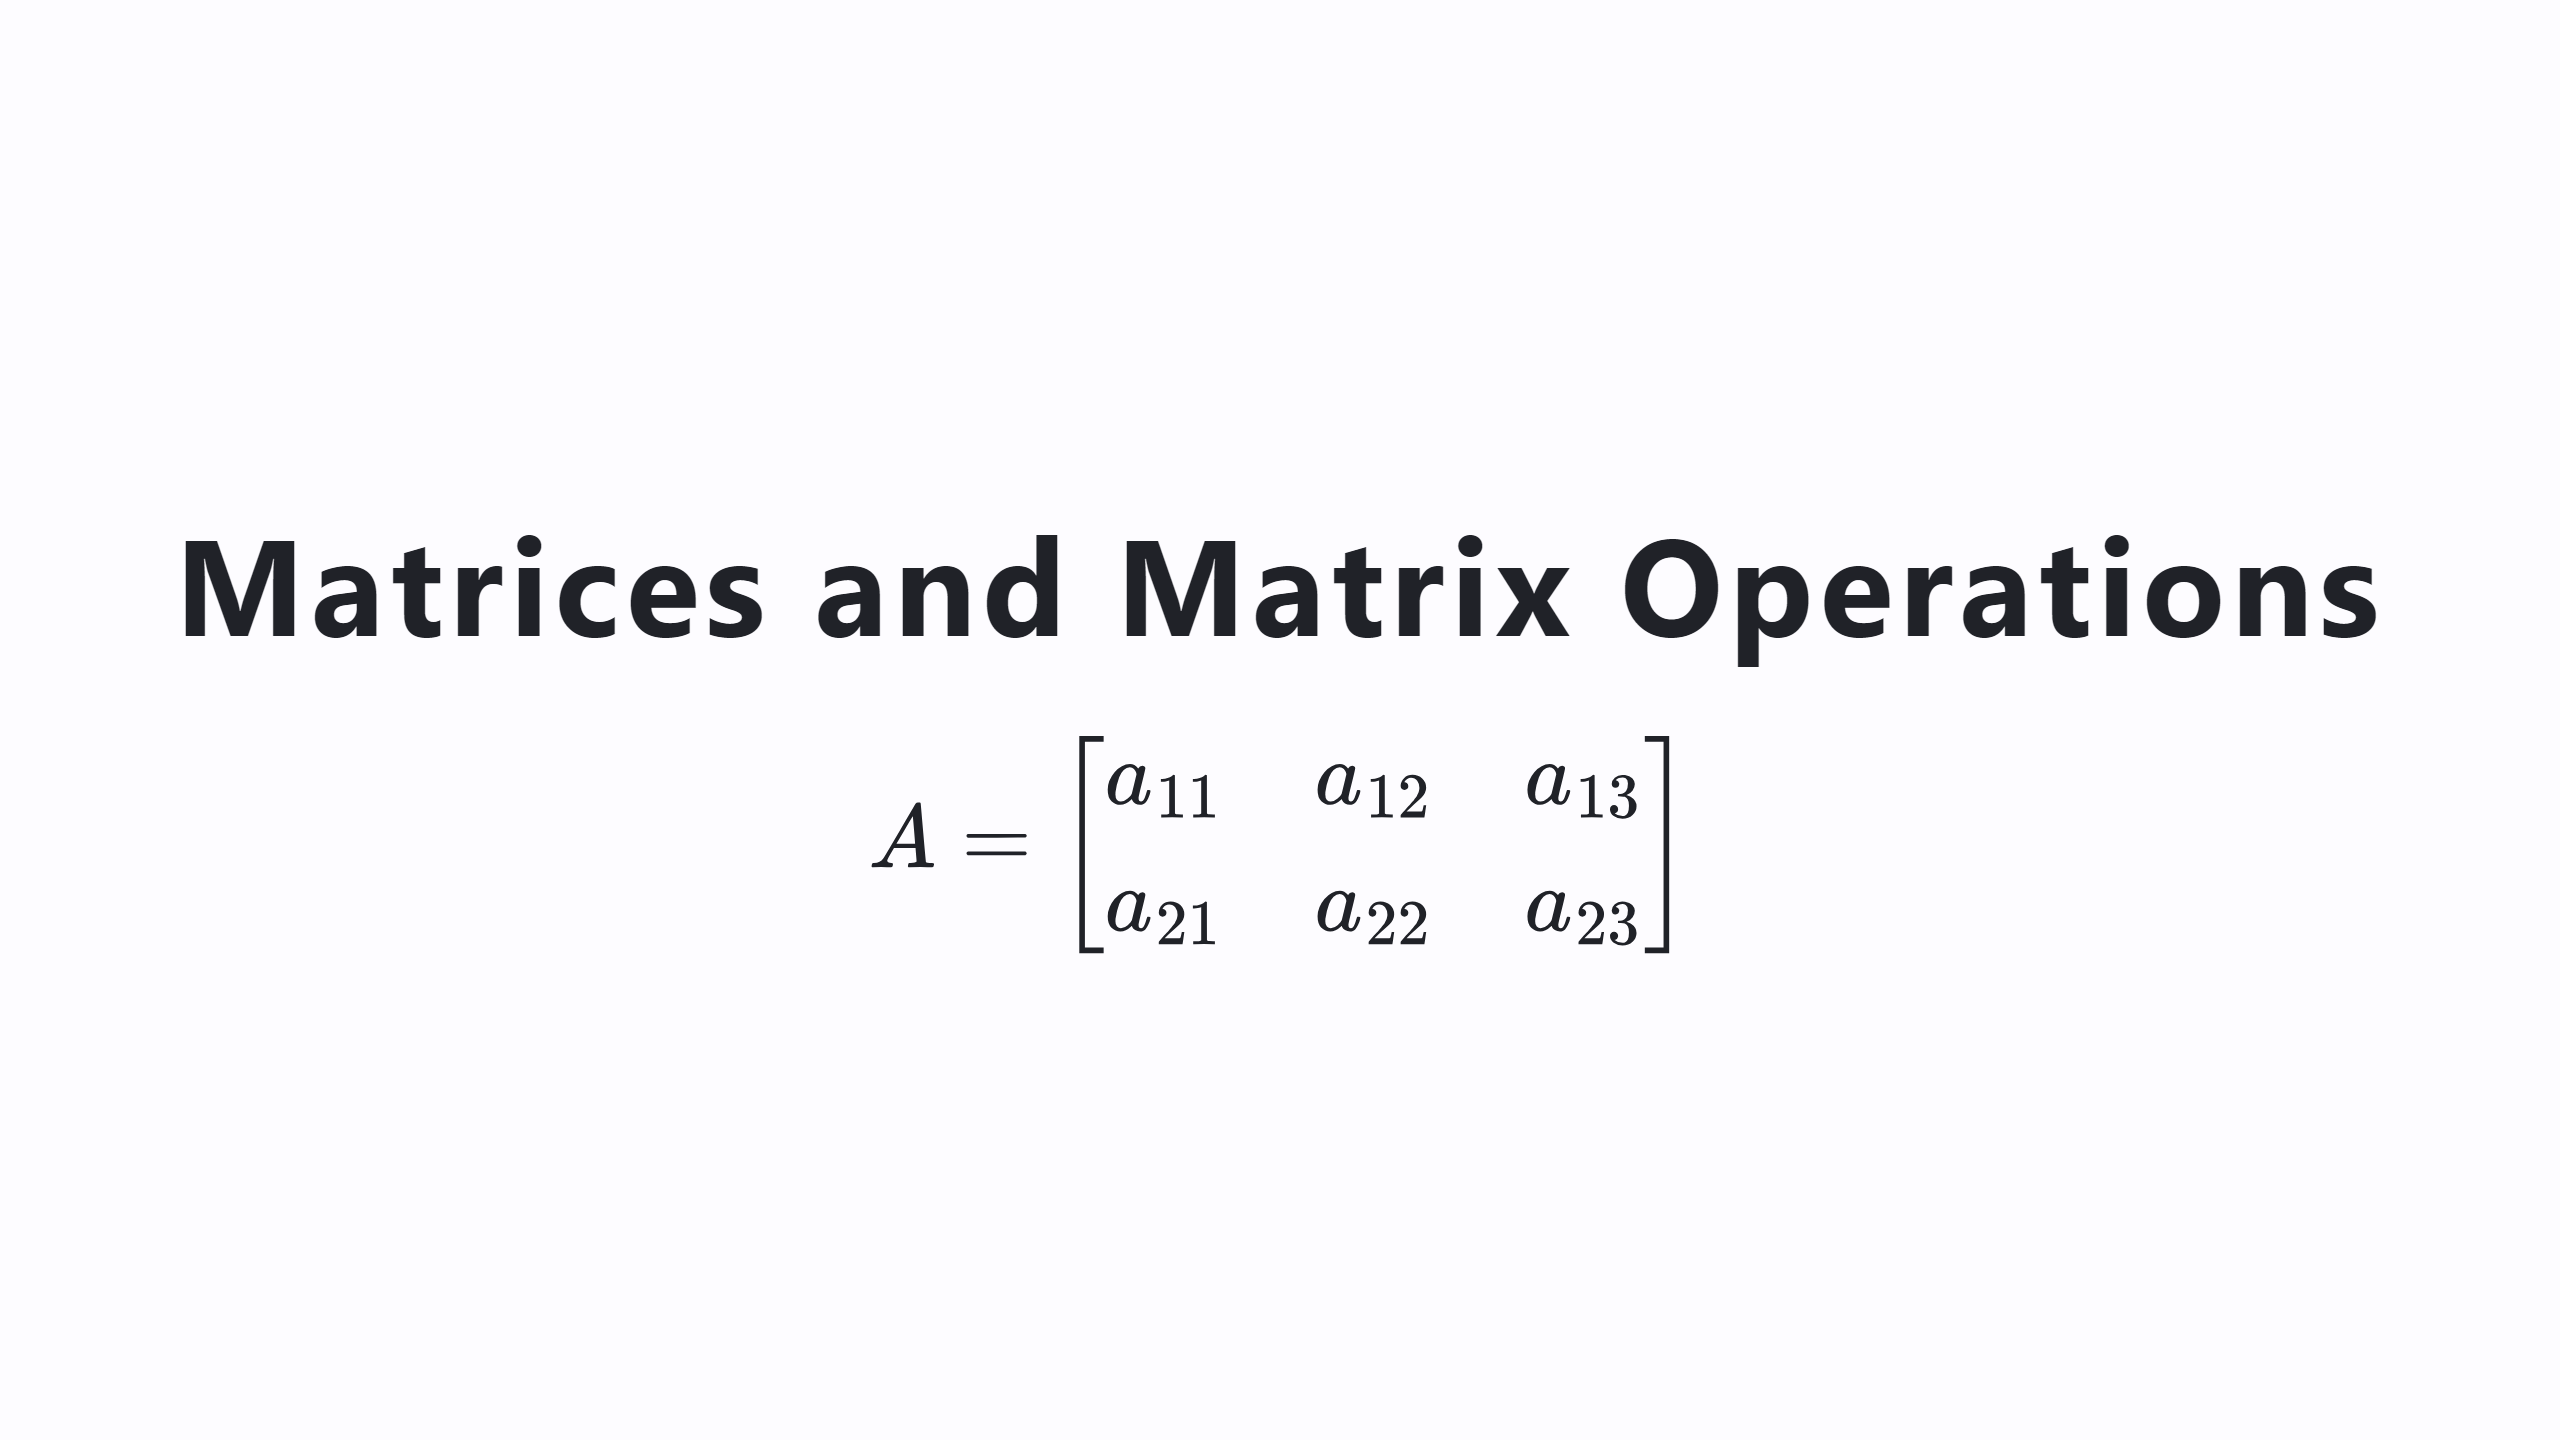 Matrices and Matrix Operations
A = [a11 a12 a13
a21 a22 a23]